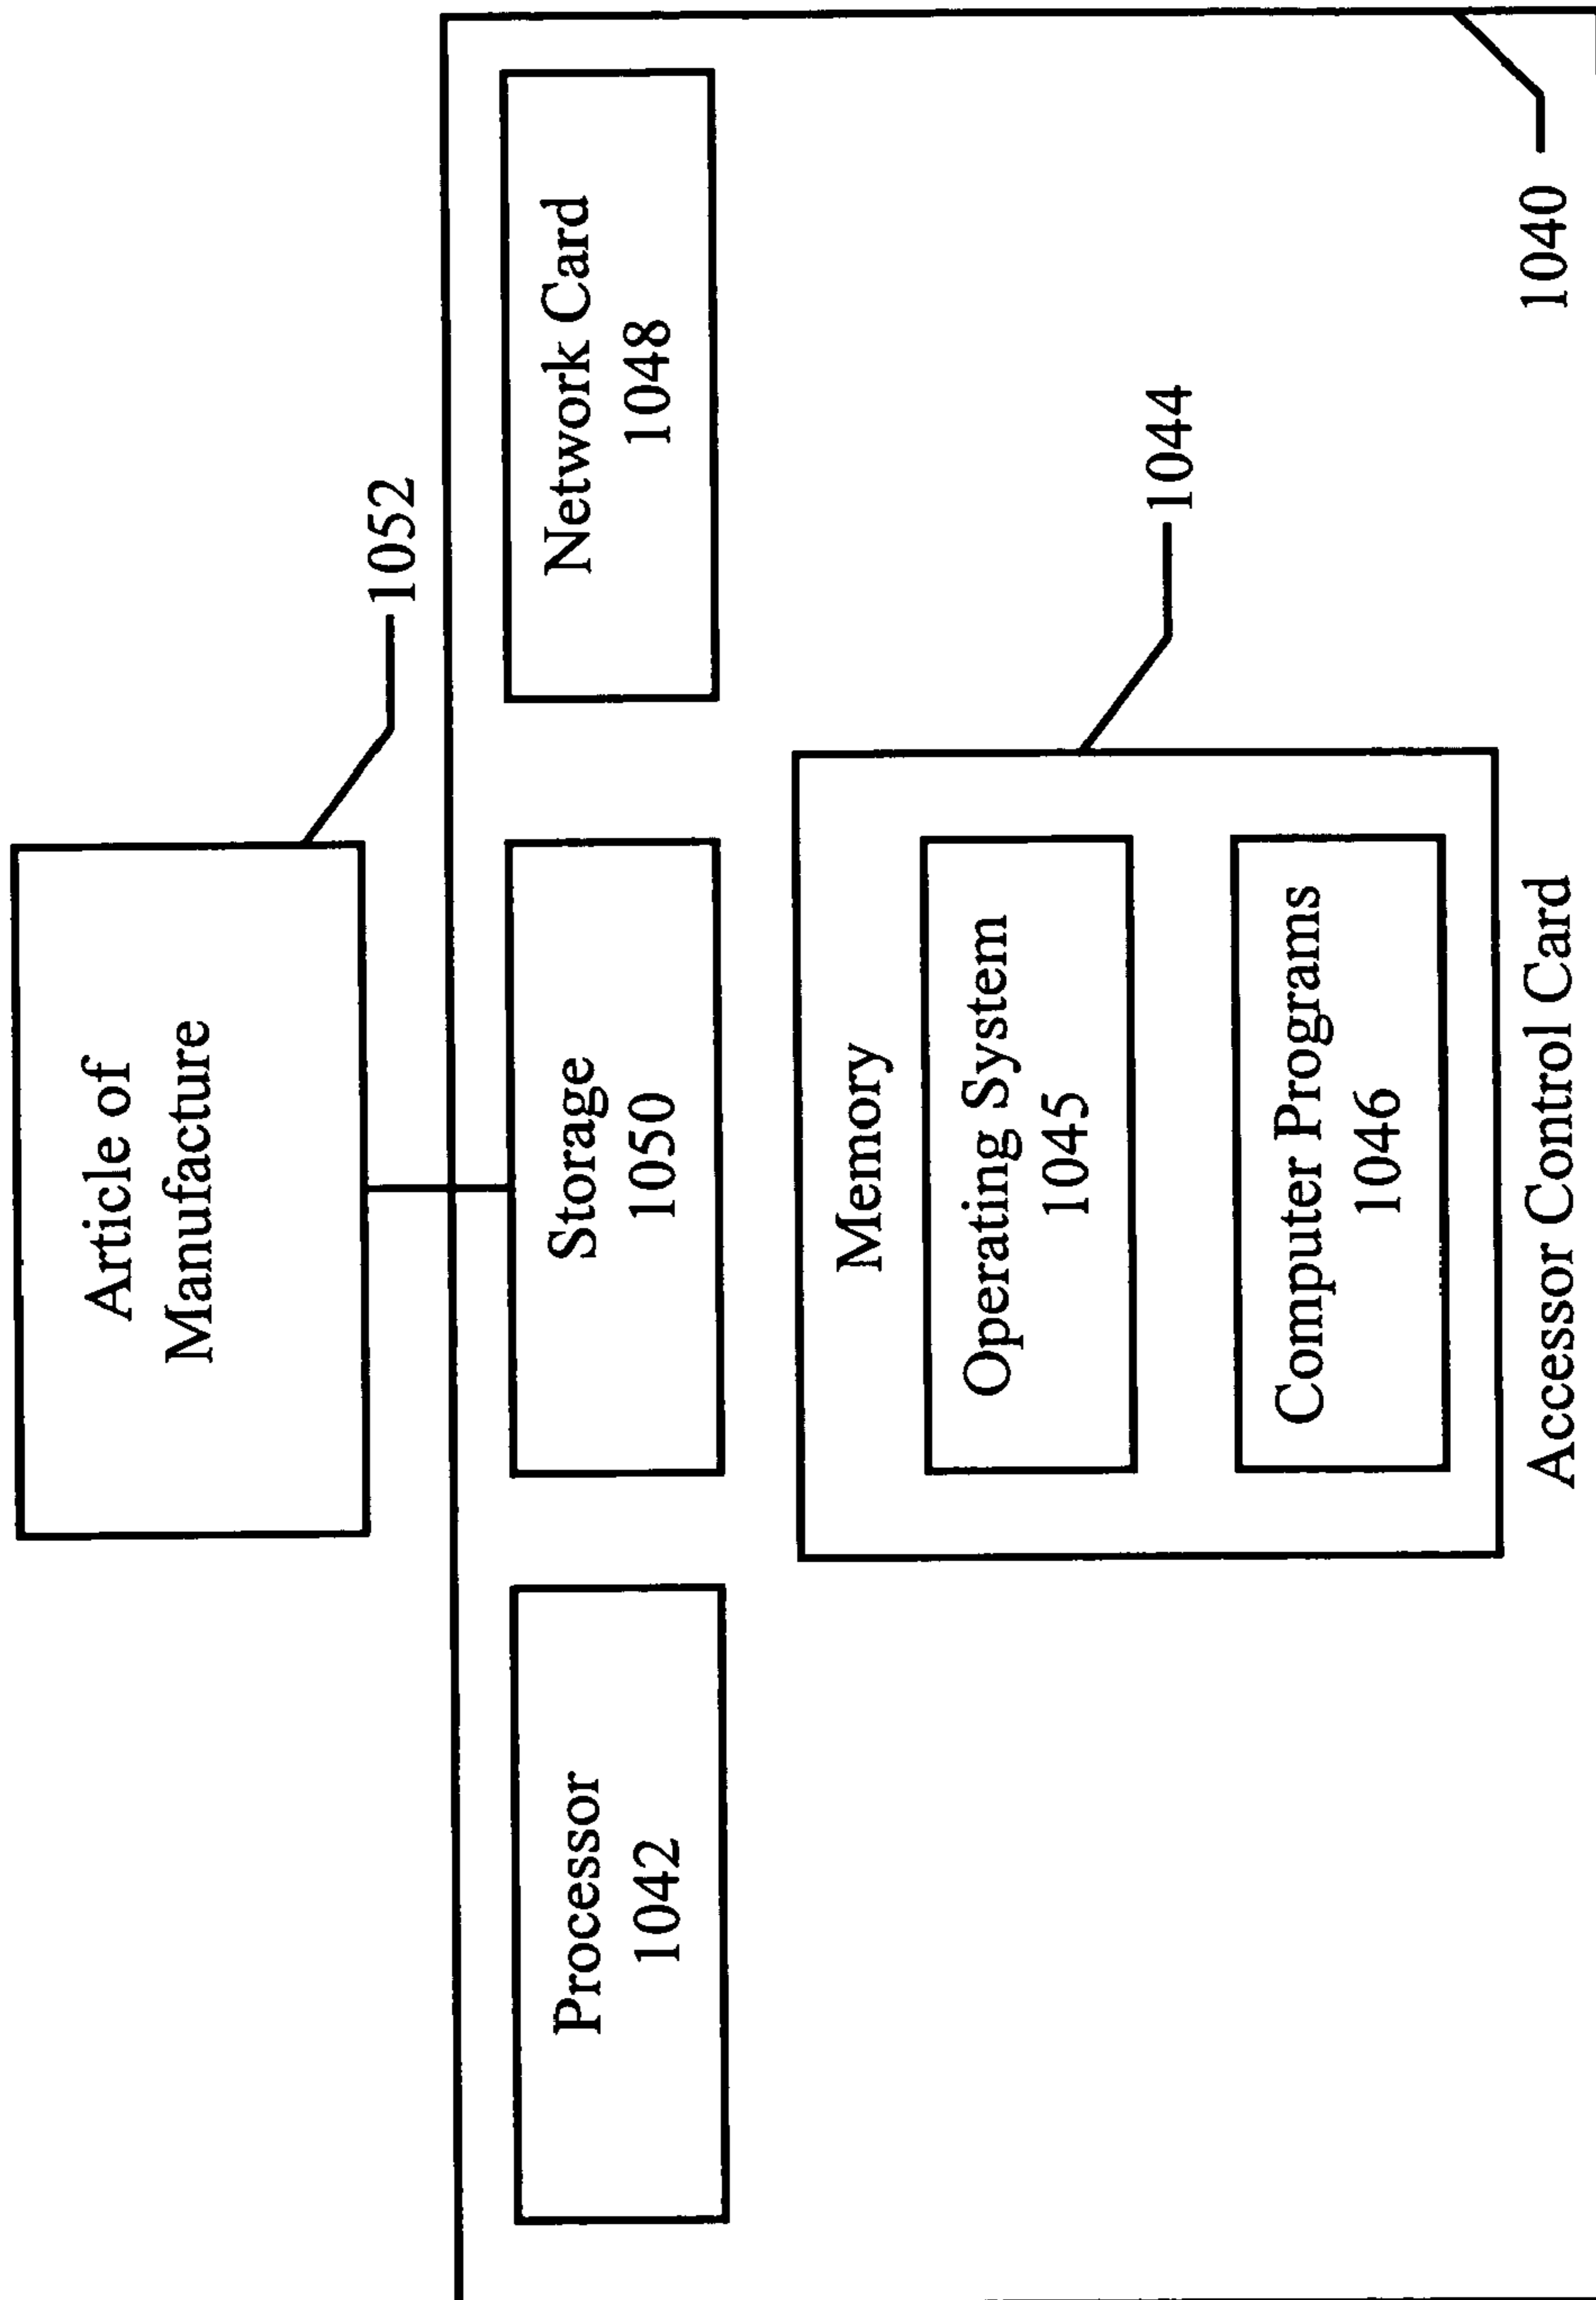 Article of
Manufacture
1052
Processor
1042
Storage
1050
Network Card
1048
Memory
1044
Operating System
1045
Computer Programs
1046
Accessor Control Card
1040